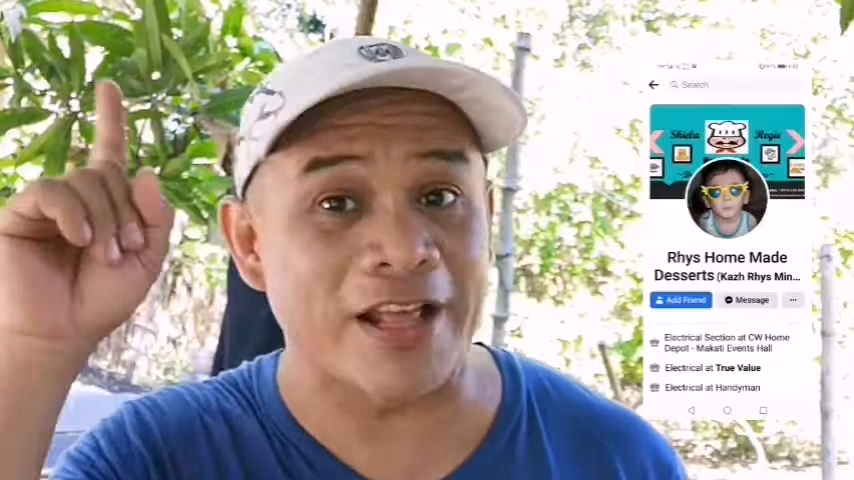 Search
Shiela
Regie
Rhys Home Made
Desserts (Kazh Rhys Min...
Add Friend
Message
Electrical Section at CW Home
Depot - Makati Events Hall
Electrical at True Value
Electrical at Handyman